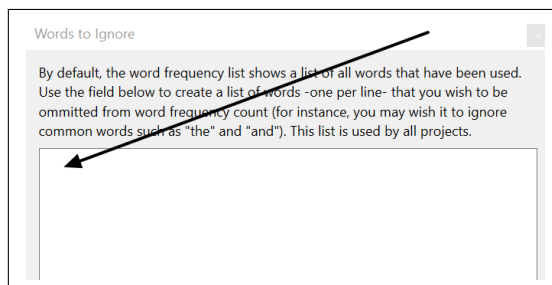 Words to Ignore
By default, the word frequency list shows a list of all words that have been used.
Use the field below to create a list of words -one per line- that you wish to be
ommitted from word frequency count (for instance, you may wish it to ignore
common words such as "the" and "and"). This list is used by all projects.